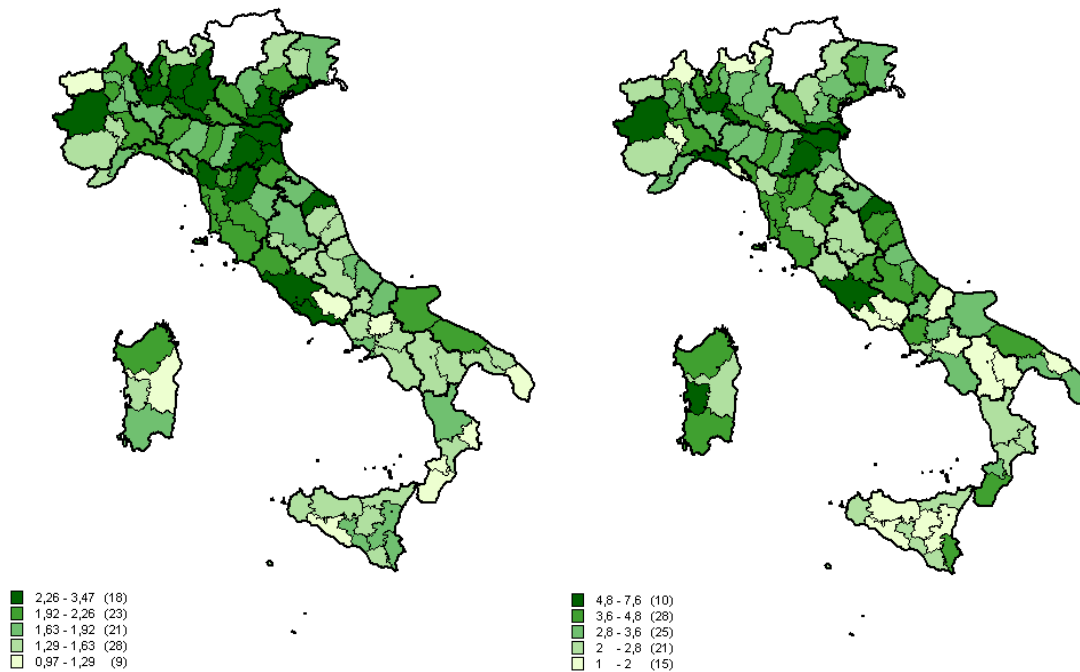 2,26 - 3,47 (18)
1,92 - 2,26 (23)
1,63 - 1,92 (21)
1,29 - 1,63 (28)
0,97 - 1,29 (9)
4,8 - 7,6 (10)
3,6 - 4,8 (28)
2,8 - 3,6 (25)
2 - 2,8 (21)
1 - 2 (15)